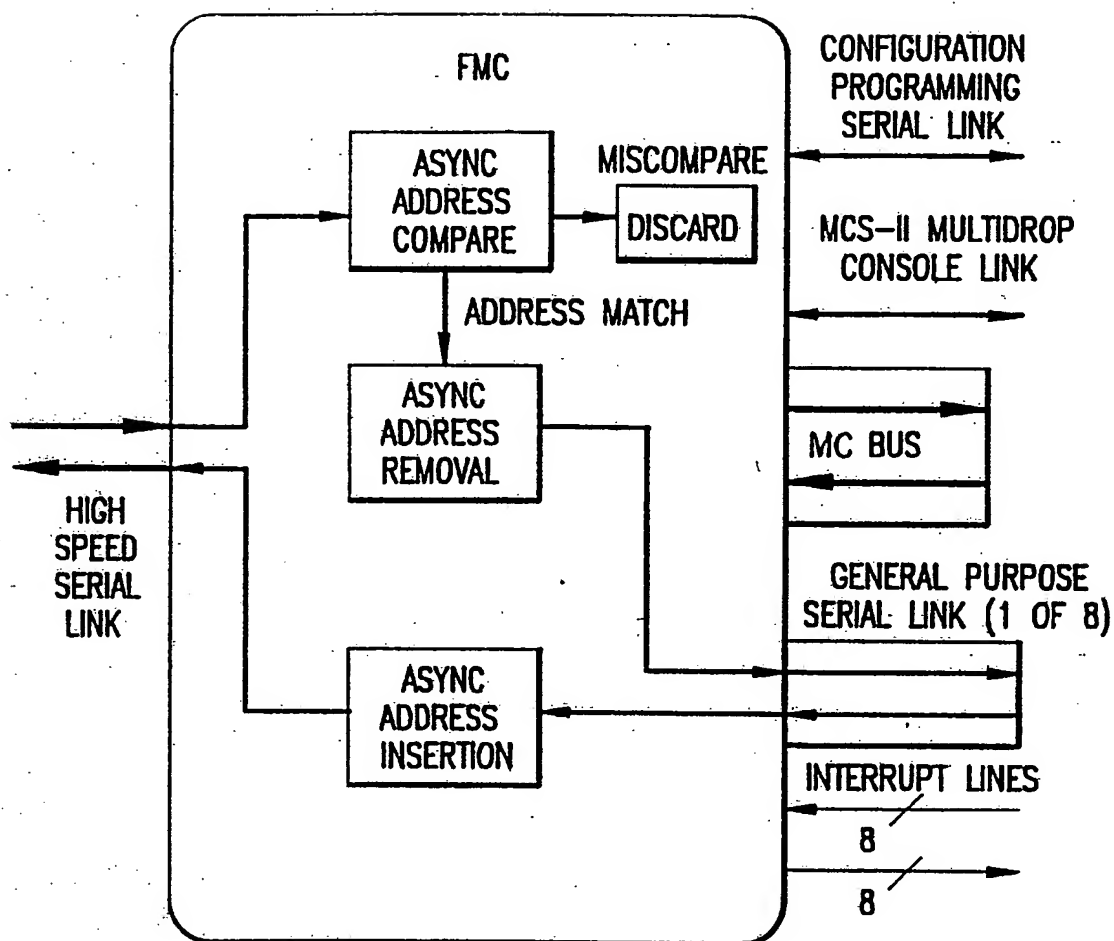 FMC
ASYNC
ADDRESS
COMPARE
MISCOMPARE
DISCARD
ADDRESS MATCH
ASYNC
ADDRESS
REMOVAL
ASYNC
ADDRESS
INSERTION
HIGH
SPEED
SERIAL
LINK
CONFIGURATION
PROGRAMMING
SERIAL LINK
MCS-II MULTIDROP
CONSOLE LINK
MC BUS
GENERAL PURPOSE
SERIAL LINK (1 OF 8)
INTERRUPT LINES
8
8